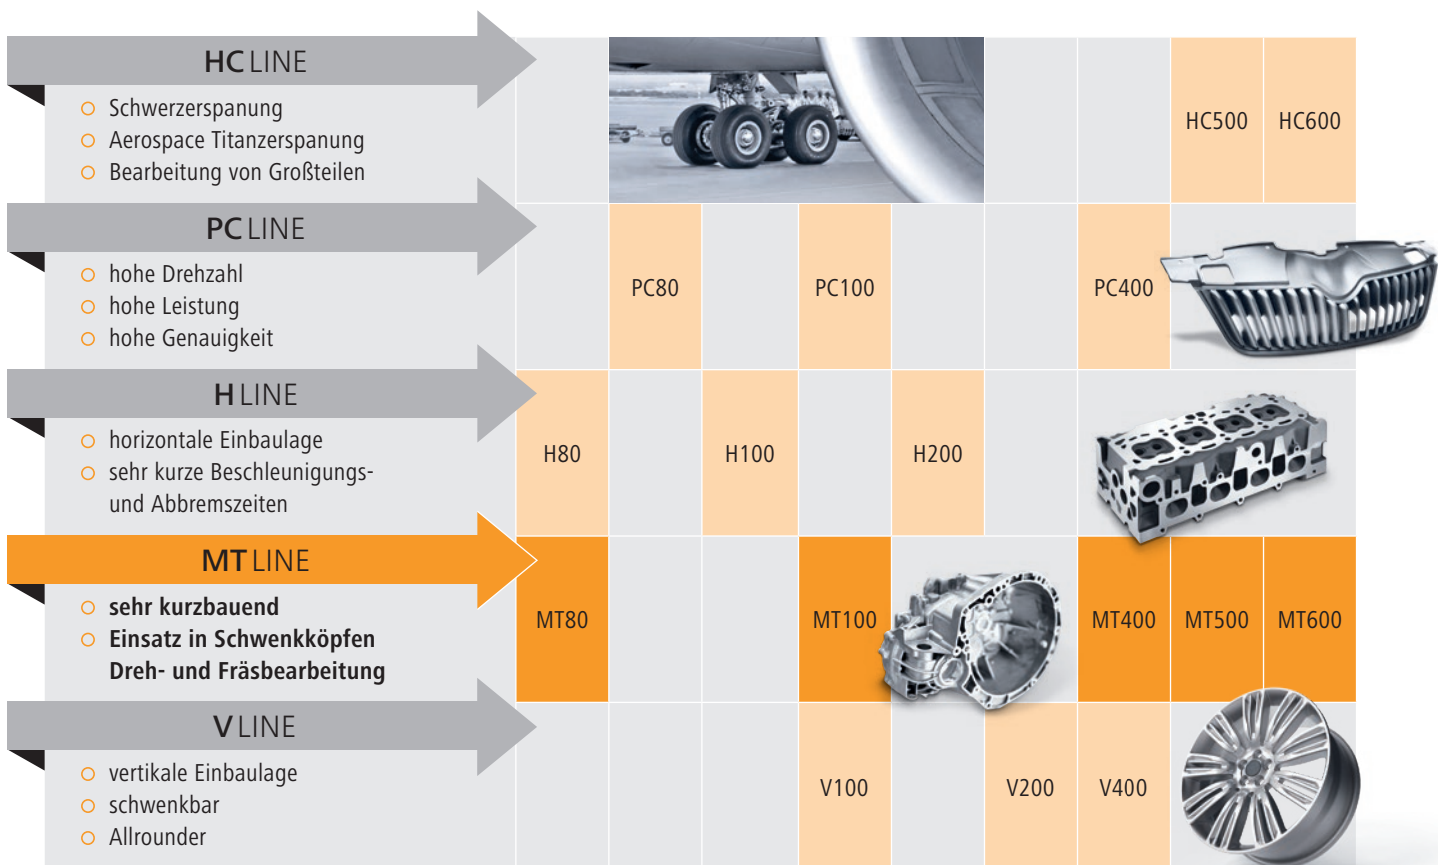 HC LINE
Schwerzerspanung
Aerospace Titanzerspanung
Bearbeitung von Großteilen
HC500 HC600
PC LINE
hohe Drehzahl
hohe Leistung
hohe Genauigkeit
PC80 PC100 PC400
H LINE
horizontale Einbaulage
sehr kurze Beschleunigungs-
und Abbremszeiten
H80 H100 H200
MT LINE
sehr kurzbauend
Einsatz in Schwenkköpfen
Dreh- und Fräsbearbeitung
MT80 MT100 MT400 MT500 MT600
V LINE
vertikale Einbaulage
schwenkbar
Allrounder
V100 V200 V400